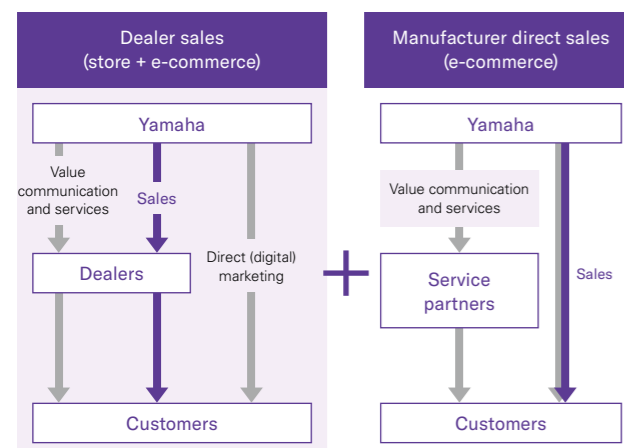 Dealer sales
(store + e-commerce)
Yamaha
Value
communication
and services
Sales
Direct (digital)
marketing
Dealers
Customers
+
Manufacturer direct sales
(e-commerce)
Yamaha
Value communication
and services
Service
partners
Sales
Customers